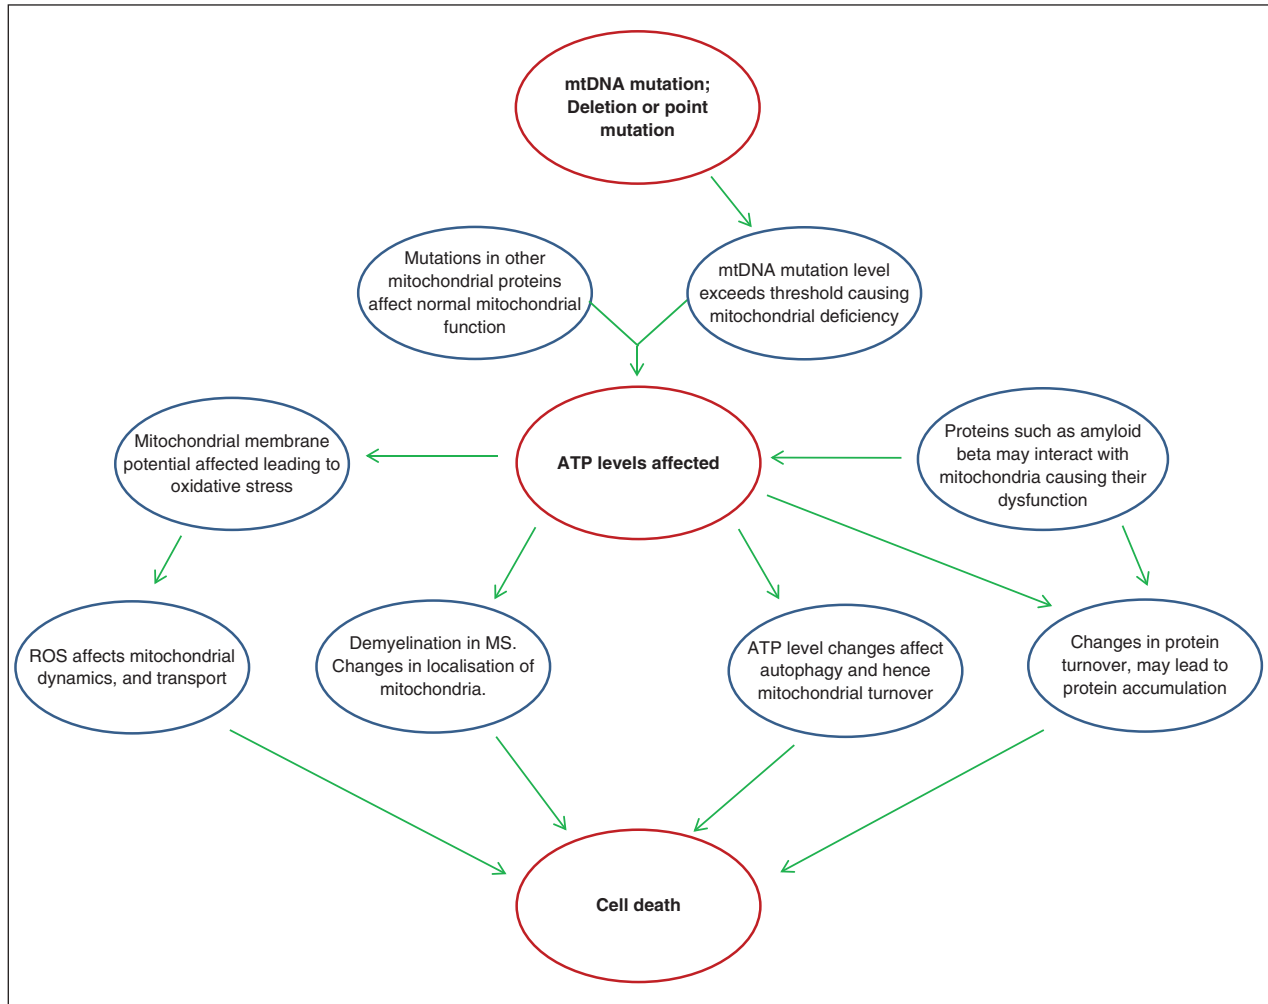 mtDNA mutation;
Deletion or point
mutation
Mutations in other
mitochondrial proteins
affect normal mitochondrial
function
mtDNA mutation level
exceeds threshold causing
mitochondrial deficiency
Mitochondrial membrane
potential affected leading to
oxidative stress
ATP levels affected
Proteins such as amyloid
beta may interact with
mitochondria causing their
dysfunction
ROS affects mitochondrial
dynamics, and transport
Demyelination in MS.
Changes in localisation of
mitochondria.
ATP level changes affect
autophagy and hence
mitochondrial turnover
Changes in protein
turnover, may lead to
protein accumulation
Cell death